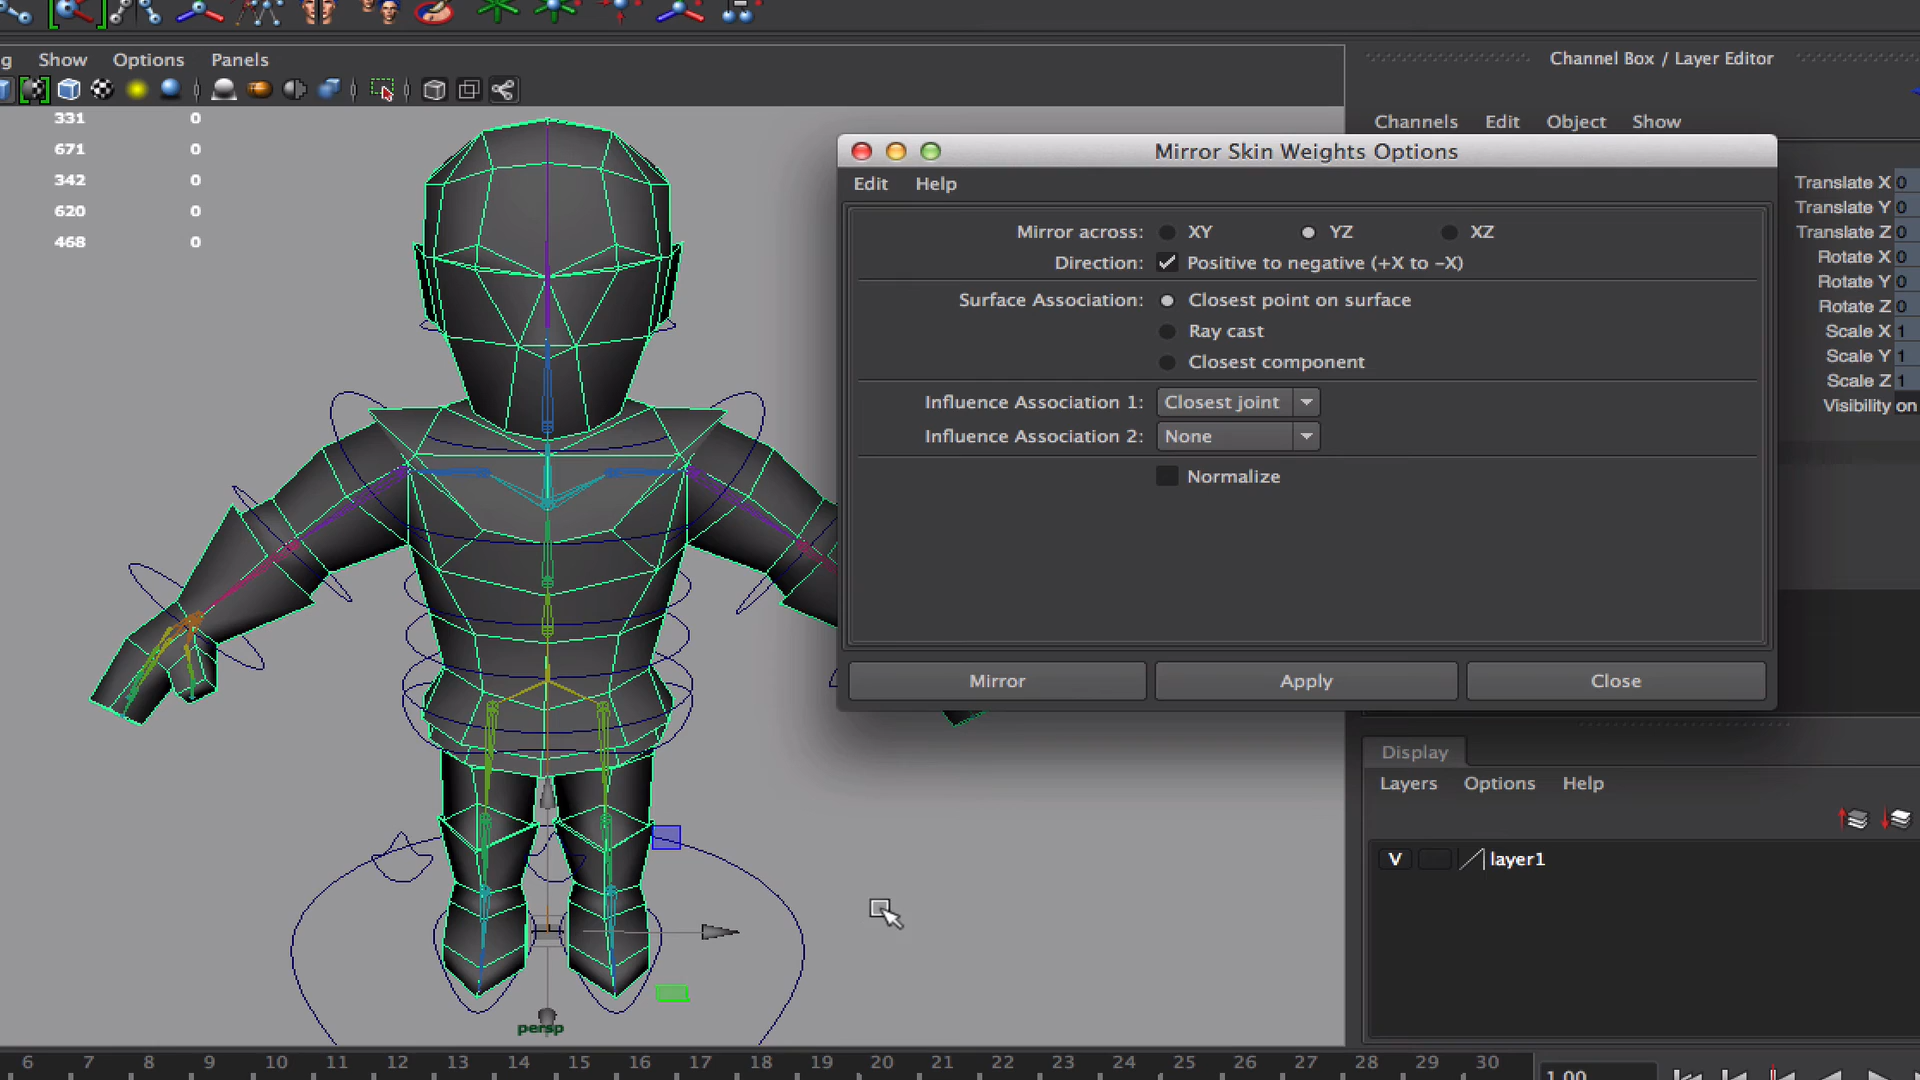 g Show Options Panels
331 0
671 0
342 0
620 0
468 0
persp
Channel Box / Layer Editor
Channels Edit Object Show
Translate X 0
Translate Y 0
Translate Z 0
Rotate X 0
Rotate Y 0
Rotate Z 0
Scale X 1
Scale Y 1
Scale Z 1
Visibility on
Mirror Skin Weights Options
Edit Help
Mirror across: XY YZ XZ
Direction: Positive to negative (+X to −X)
Surface Association: Closest point on surface
Ray cast
Closest component
Influence Association 1: Closest joint
Influence Association 2: None
Normalize
Mirror Apply Close
Display
Layers Options Help
V layer1
6 7 8 9 10 11 12 13 14 15 16 17 18 19 20 21 22 23 24 25 26 27 28 29 30
1.00